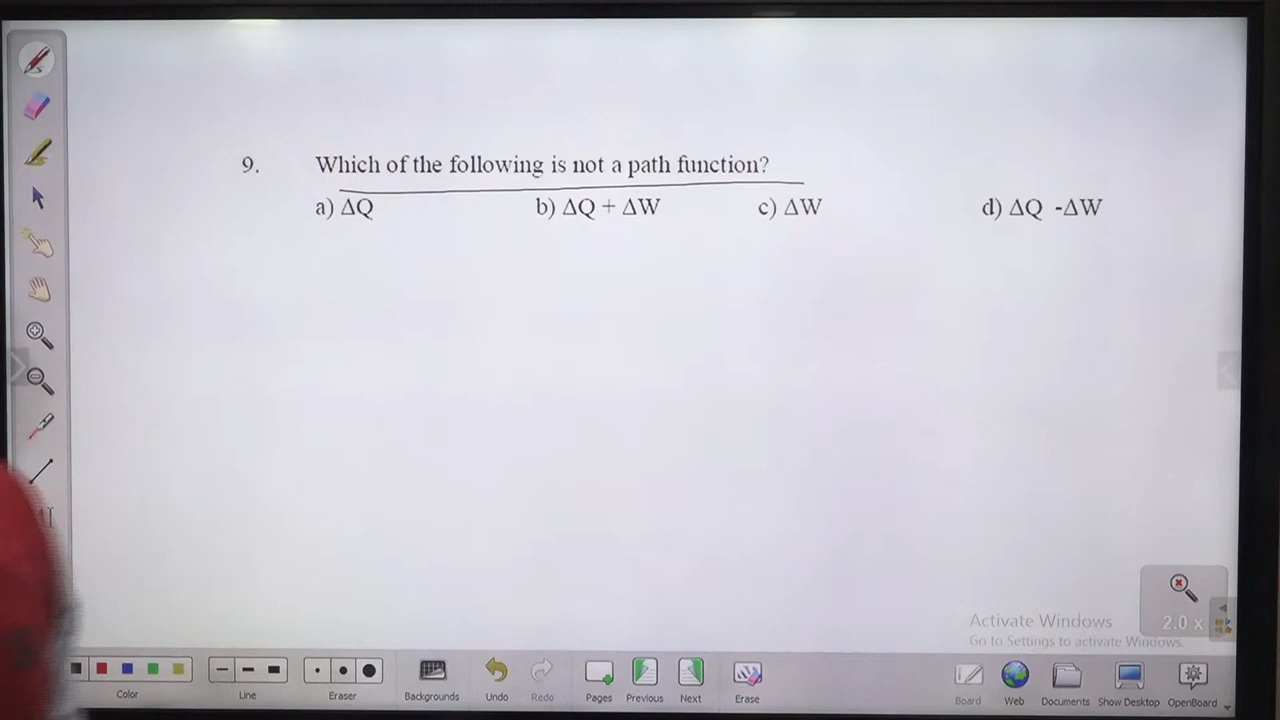 9. Which of the following is not a path function?
a) ΔQ b) ΔQ + ΔW c) ΔW d) ΔQ -ΔW
Activate Windows
2.0 x
Go to Settings to activate Windows.
Color Line Eraser Backgrounds Undo Redo Pages Previous Next Erase Board Web Documents Show Desktop OpenBoard